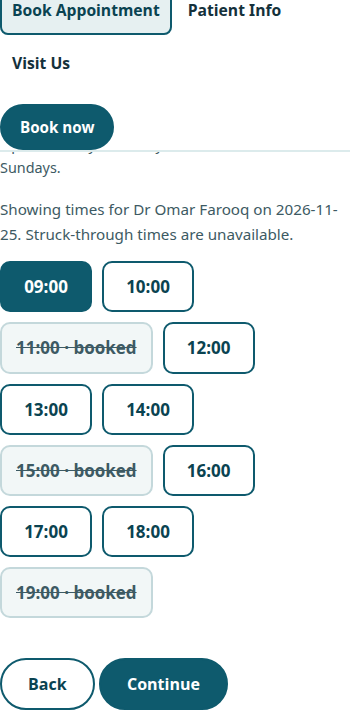 Book Appointment Patient Info
Visit Us
Book now
Sundays.
Showing times for Dr Omar Farooq on 2026-11-
25. Struck-through times are unavailable.
09:00 10:00
11:00 · booked 12:00
13:00 14:00
15:00 · booked 16:00
17:00 18:00
19:00 · booked
Back Continue